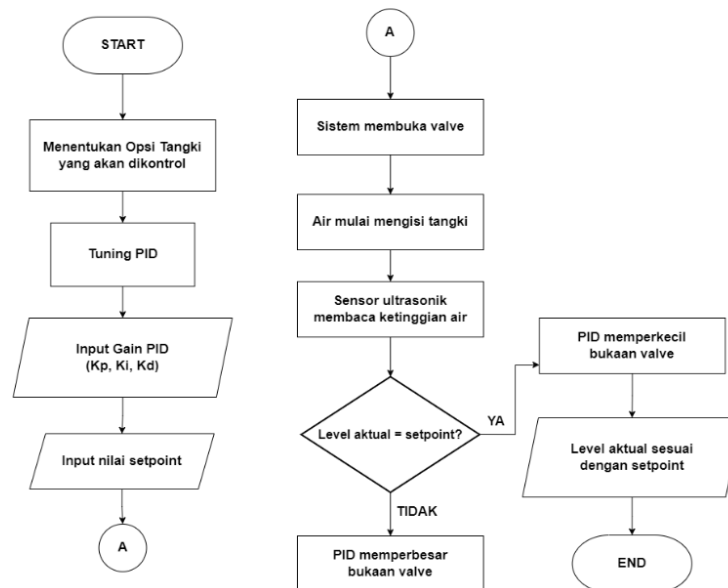 START
Menentukan Opsi Tangki
yang akan dikontrol
Tuning PID
Input Gain PID
(Kp, Ki, Kd)
Input nilai setpoint
A
A
Sistem membuka valve
Air mulai mengisi tangki
Sensor ultrasonik
membaca ketinggian air
Level aktual = setpoint?
YA
TIDAK
PID memperbesar
bukaan valve
PID memperkecil
bukaan valve
Level aktual sesuai
dengan setpoint
END